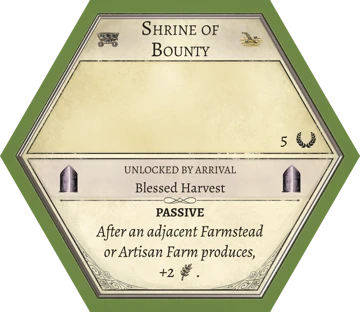 Shrine of
Bounty
5
UNLOCKED BY ARRIVAL
Blessed Harvest
PASSIVE
After an adjacent Farmstead
or Artisan Farm produces,
+2 .